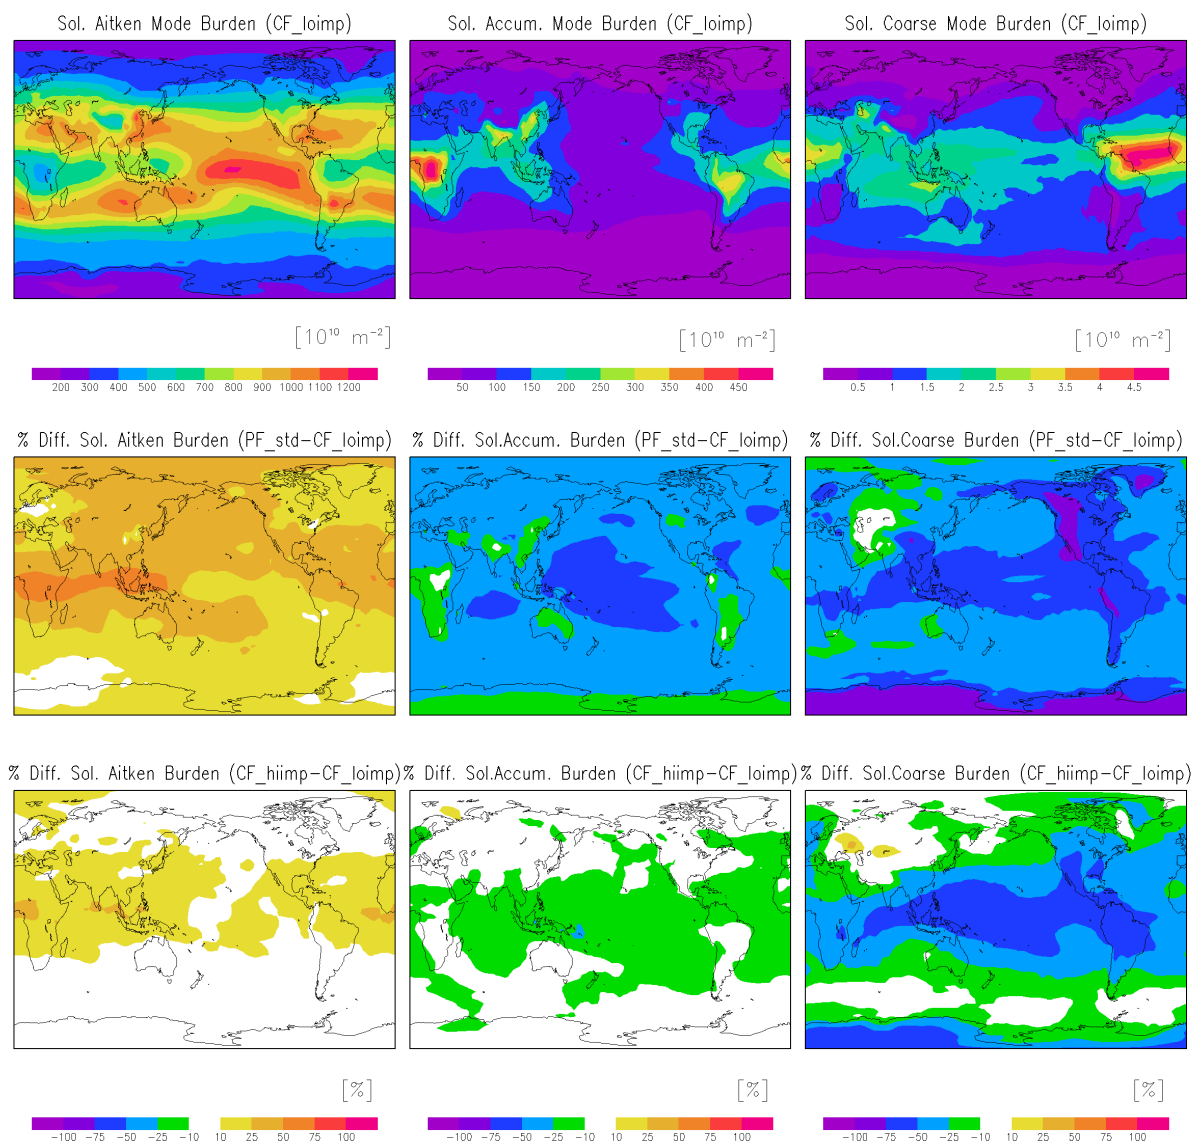 Sol. Aitken Mode Burden (CF_loimp)
Sol. Accum. Mode Burden (CF_loimp)
Sol. Coarse Mode Burden (CF_loimp)
[10¹⁰ m⁻²]
[10¹⁰ m⁻²]
[10¹⁰ m⁻²]
200 300 400 500 600 700 800 900 1000 1100 1200
50 100 150 200 250 300 350 400 450
0.5 1 1.5 2 2.5 3 3.5 4 4.5
% Diff. Sol. Aitken Burden (PF_std-CF_loimp)
% Diff. Sol.Accum. Burden (PF_std-CF_loimp)
% Diff. Sol.Coarse Burden (PF_std-CF_loimp)
% Diff. Sol. Aitken Burden (CF_hiimp-CF_loimp)
% Diff. Sol.Accum. Burden (CF_hiimp-CF_loimp)
% Diff. Sol.Coarse Burden (CF_hiimp-CF_loimp)
[%]
[%]
[%]
-100 -75 -50 -25 -10 10 25 50 75 100
-100 -75 -50 -25 -10 10 25 50 75 100
-100 -75 -50 -25 -10 10 25 50 75 100